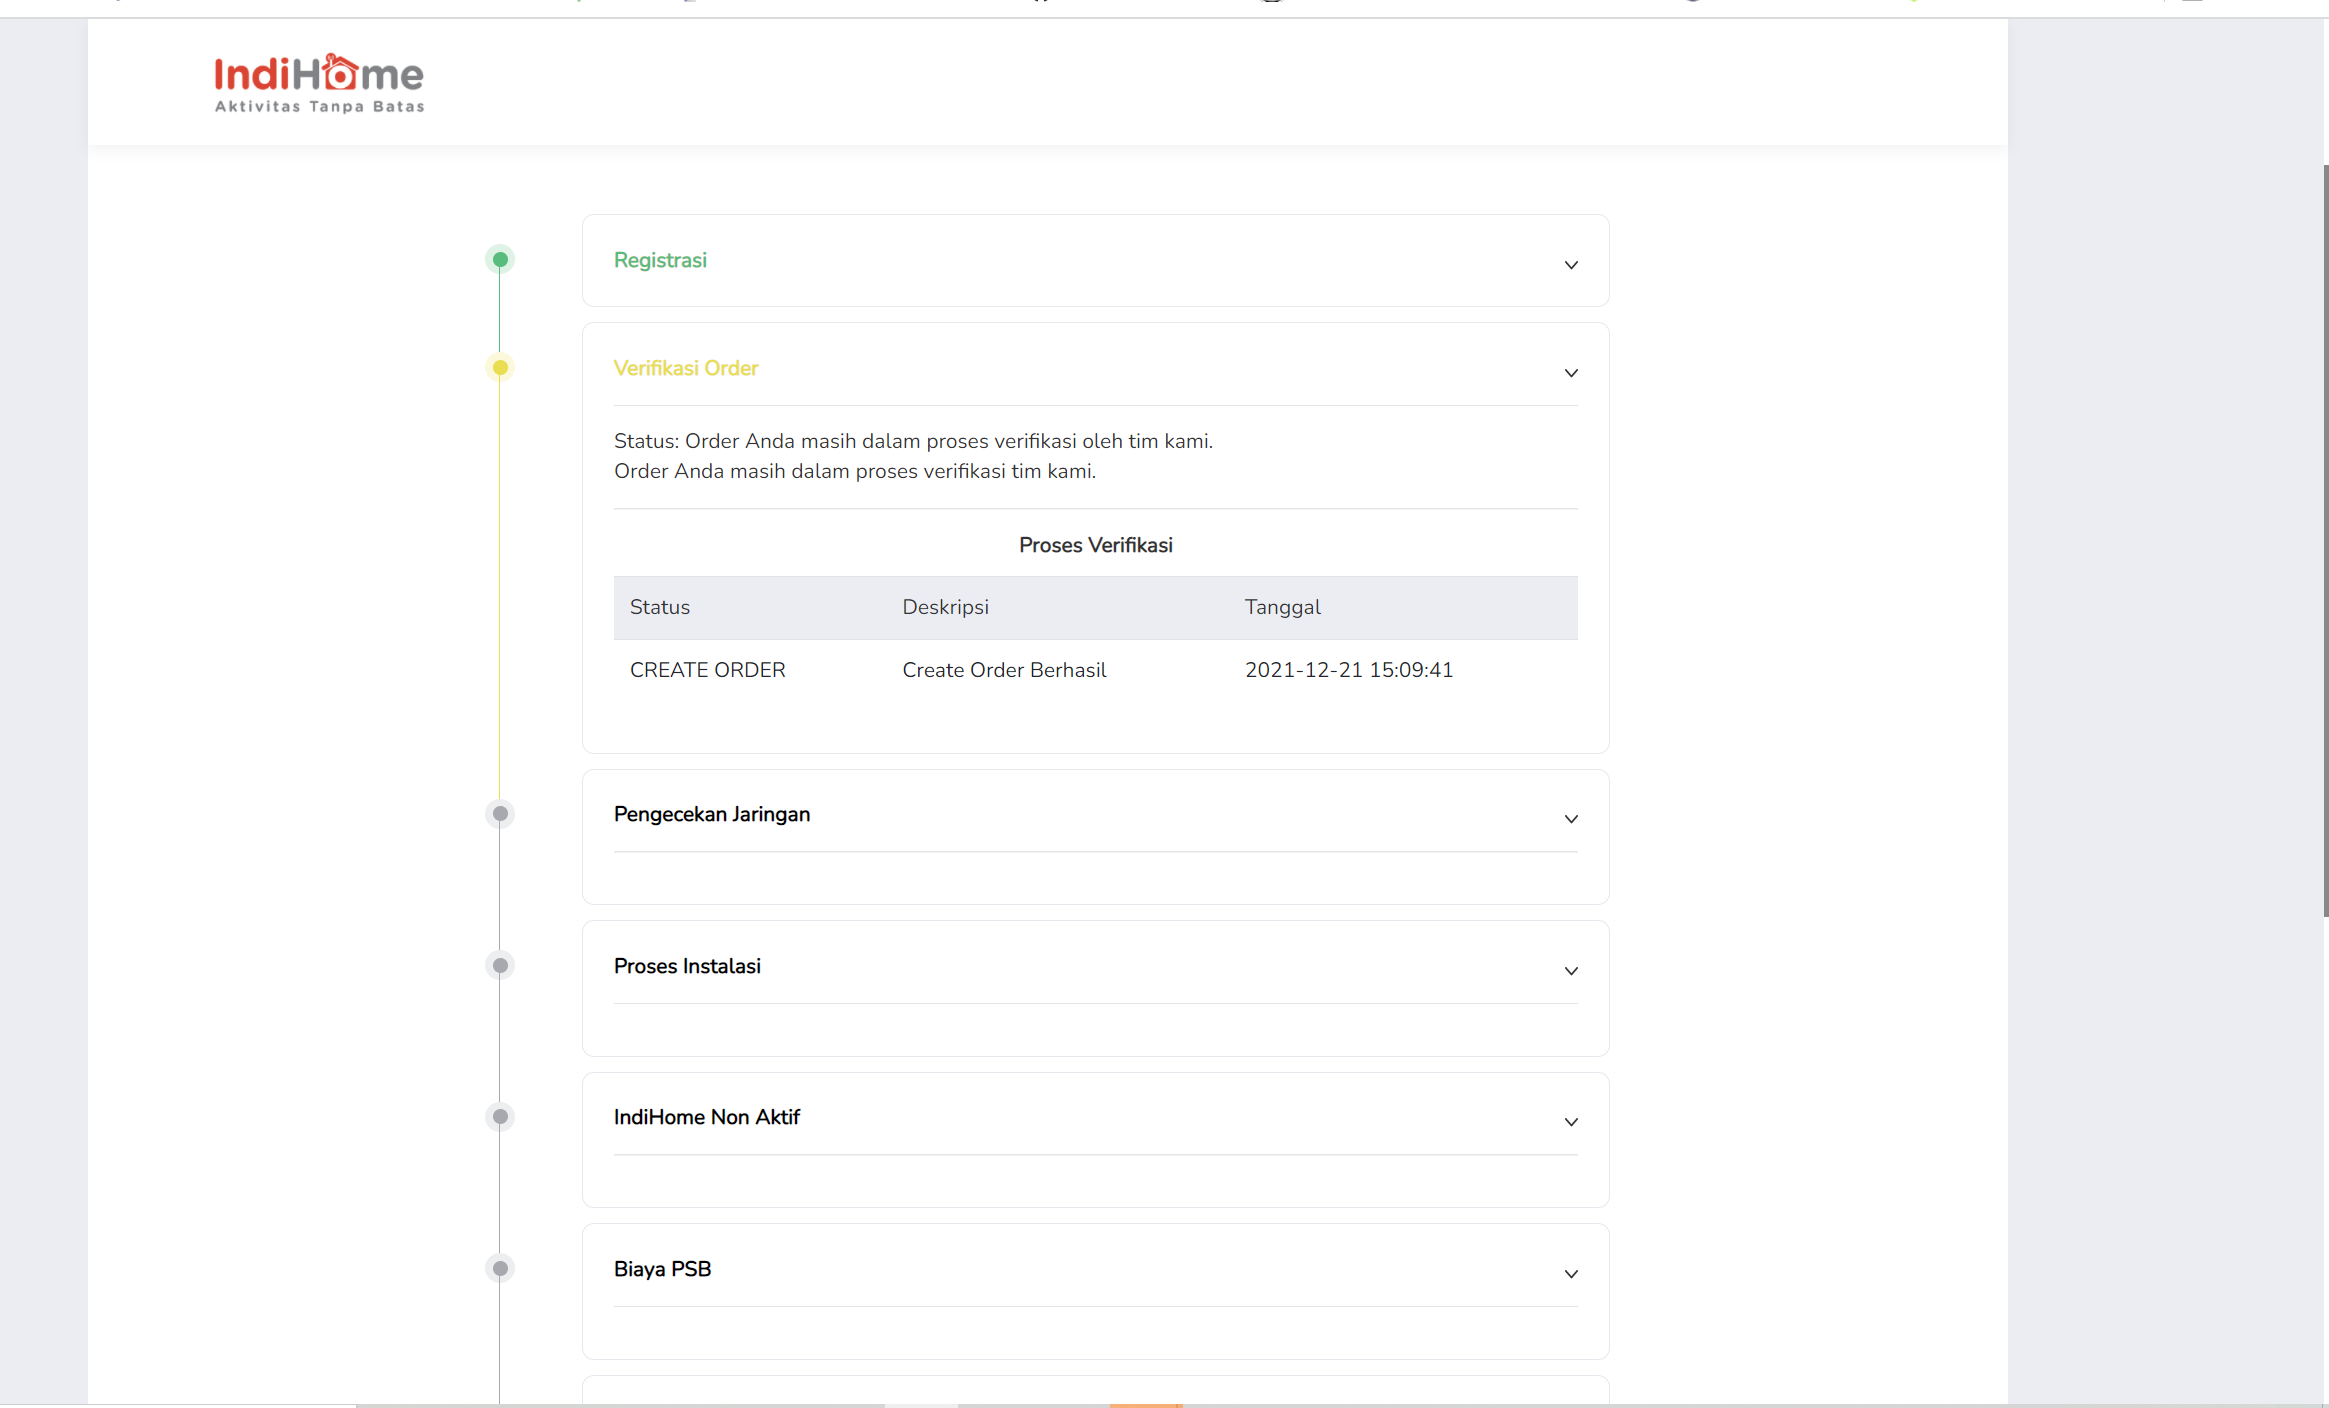 IndiHome
Aktivitas Tanpa Batas
Registrasi
Verifikasi Order
Status: Order Anda masih dalam proses verifikasi oleh tim kami.
Order Anda masih dalam proses verifikasi tim kami.
Proses Verifikasi
Status Deskripsi Tanggal
CREATE ORDER Create Order Berhasil 2021-12-21 15:09:41
Pengecekan Jaringan
Proses Instalasi
IndiHome Non Aktif
Biaya PSB